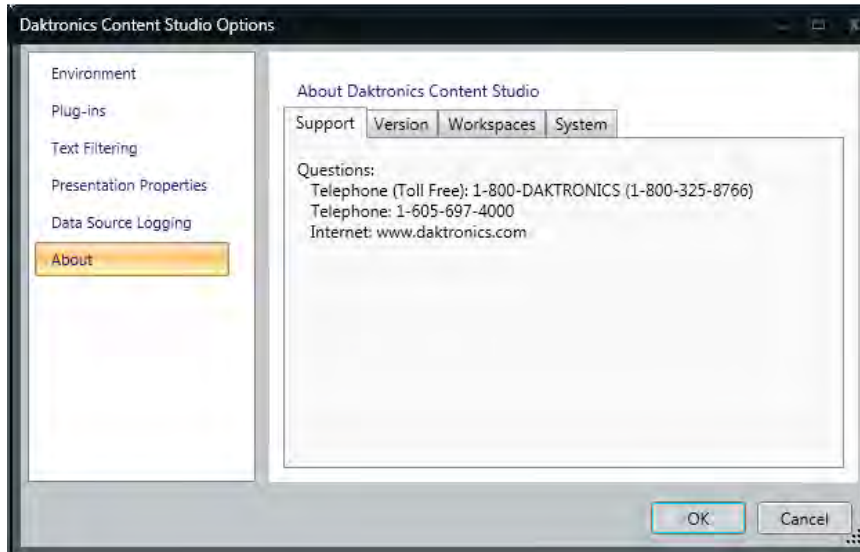 Daktronics Content Studio Options
Environment
Plug-ins
Text Filtering
Presentation Properties
Data Source Logging
About
About Daktronics Content Studio
Support Version Workspaces System
Questions:
Telephone (Toll Free): 1-800-DAKTRONICS (1-800-325-8766)
Telephone: 1-605-697-4000
Internet: www.daktronics.com
OK Cancel